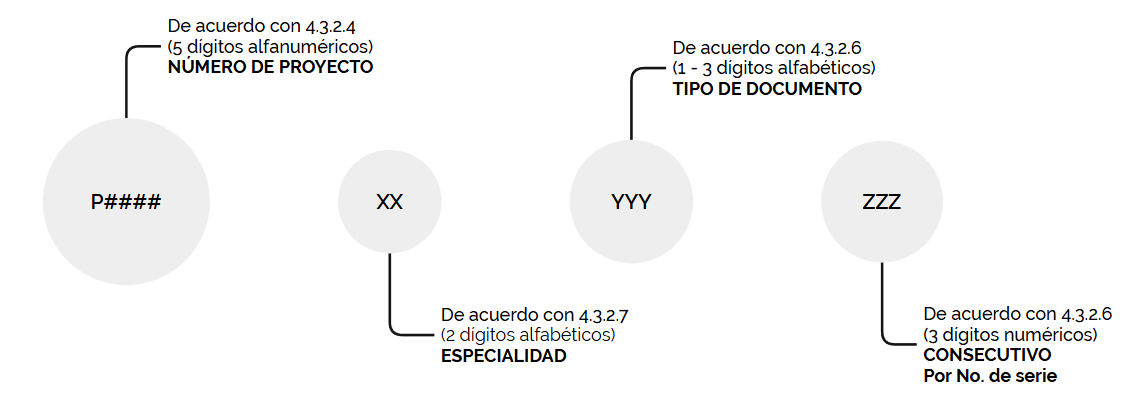 De acuerdo con 4.3.2.4
(5 dígitos alfanuméricos)
NÚMERO DE PROYECTO
De acuerdo con 4.3.2.6
(1 - 3 dígitos alfabéticos)
TIPO DE DOCUMENTO
P####
XX
YYY
ZZZ
De acuerdo con 4.3.2.7
(2 dígitos alfabéticos)
ESPECIALIDAD
De acuerdo con 4.3.2.6
(3 dígitos numéricos)
CONSECUTIVO
Por No. de serie